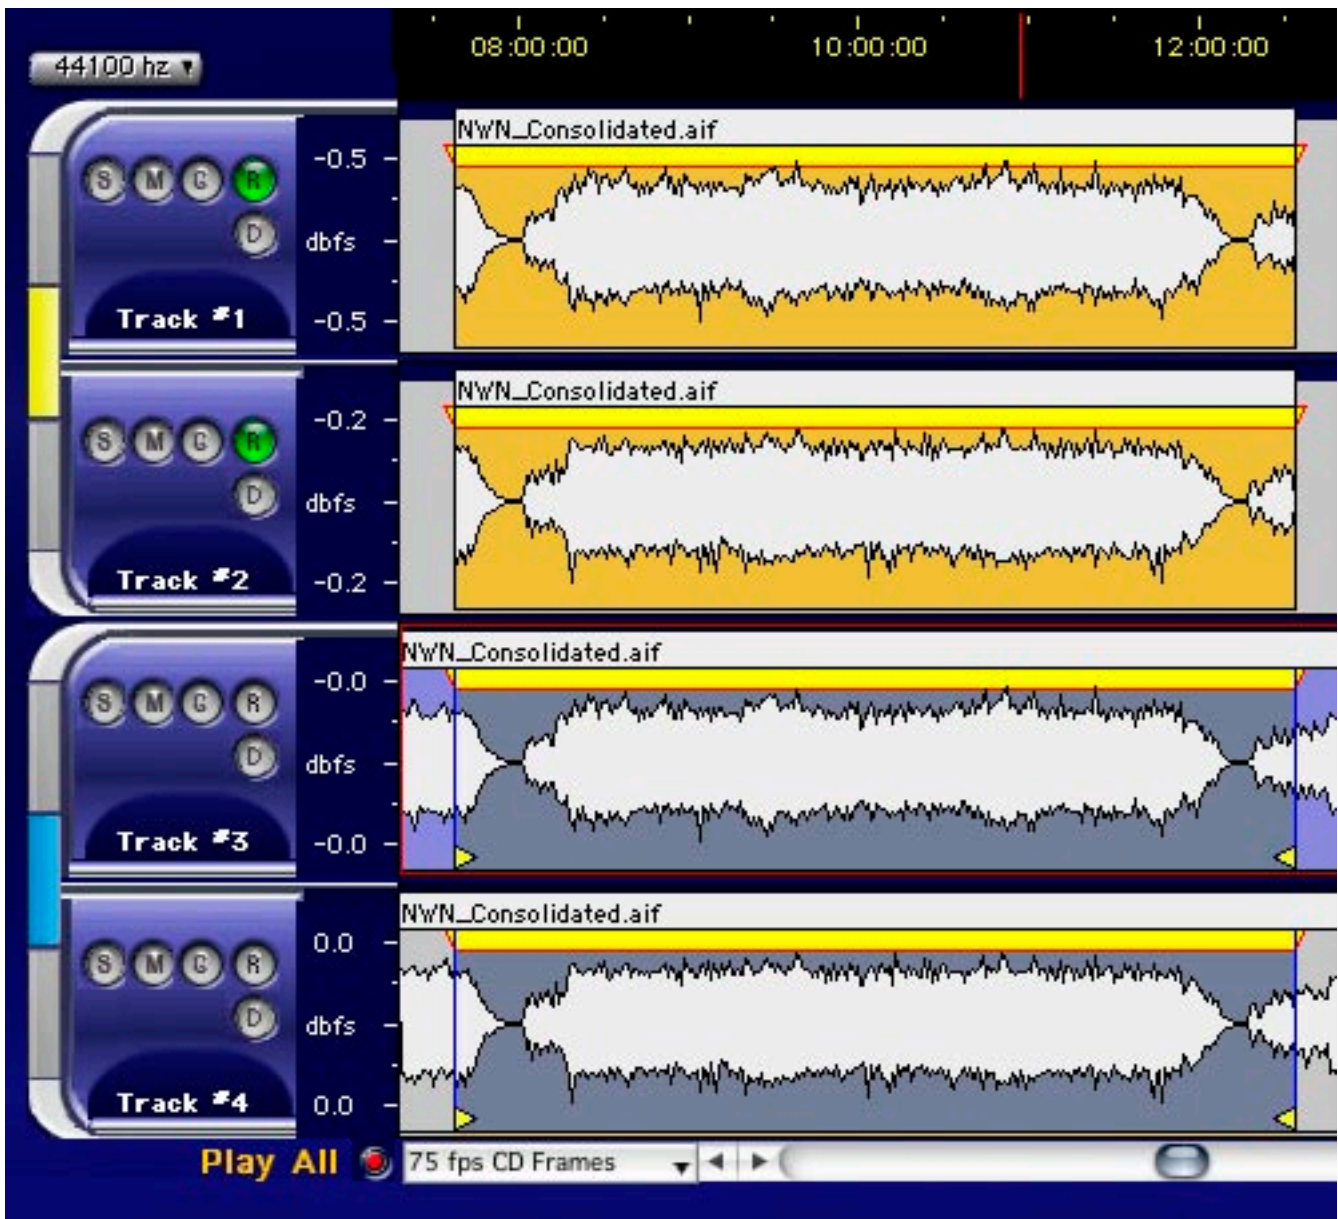 08:00:00 10:00:00 12:00:00
44100 hz
NWN_Consolidated.aif
-0.5
S M G R
D
dbfs
Track #1
-0.5
NWN_Consolidated.aif
-0.2
S M G R
D
dbfs
Track #2
-0.2
NWN_Consolidated.aif
-0.0
S M G R
D
dbfs
Track #3
-0.0
NWN_Consolidated.aif
0.0
S M G R
D
dbfs
Track #4
0.0
Play All 75 fps CD Frames